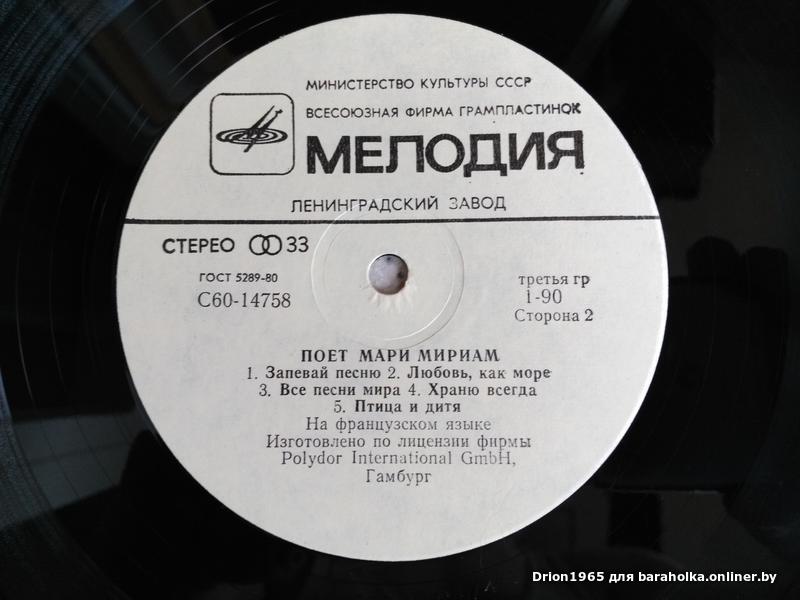 МИНИСТЕРСТВО КУЛЬТУРЫ СССР
ВСЕСОЮЗНАЯ ФИРМА ГРАМПЛАСТИНОК
МЕЛОДИЯ
ЛЕНИНГРАДСКИЙ ЗАВОД
СТЕРЕО 33
ГОСТ 5289-80
С60-14758
третья гр
1-90
Сторона 2
ПОЕТ МАРИ МИРИАМ
1. Запевай песню 2. Любовь, как море
3. Все песни мира 4. Храню всегда
5. Птица и дитя
На французском языке
Изготовлено по лицензии фирмы
Polydor International GmbH,
Гамбург
Drion1965 для baraholka.onliner.by